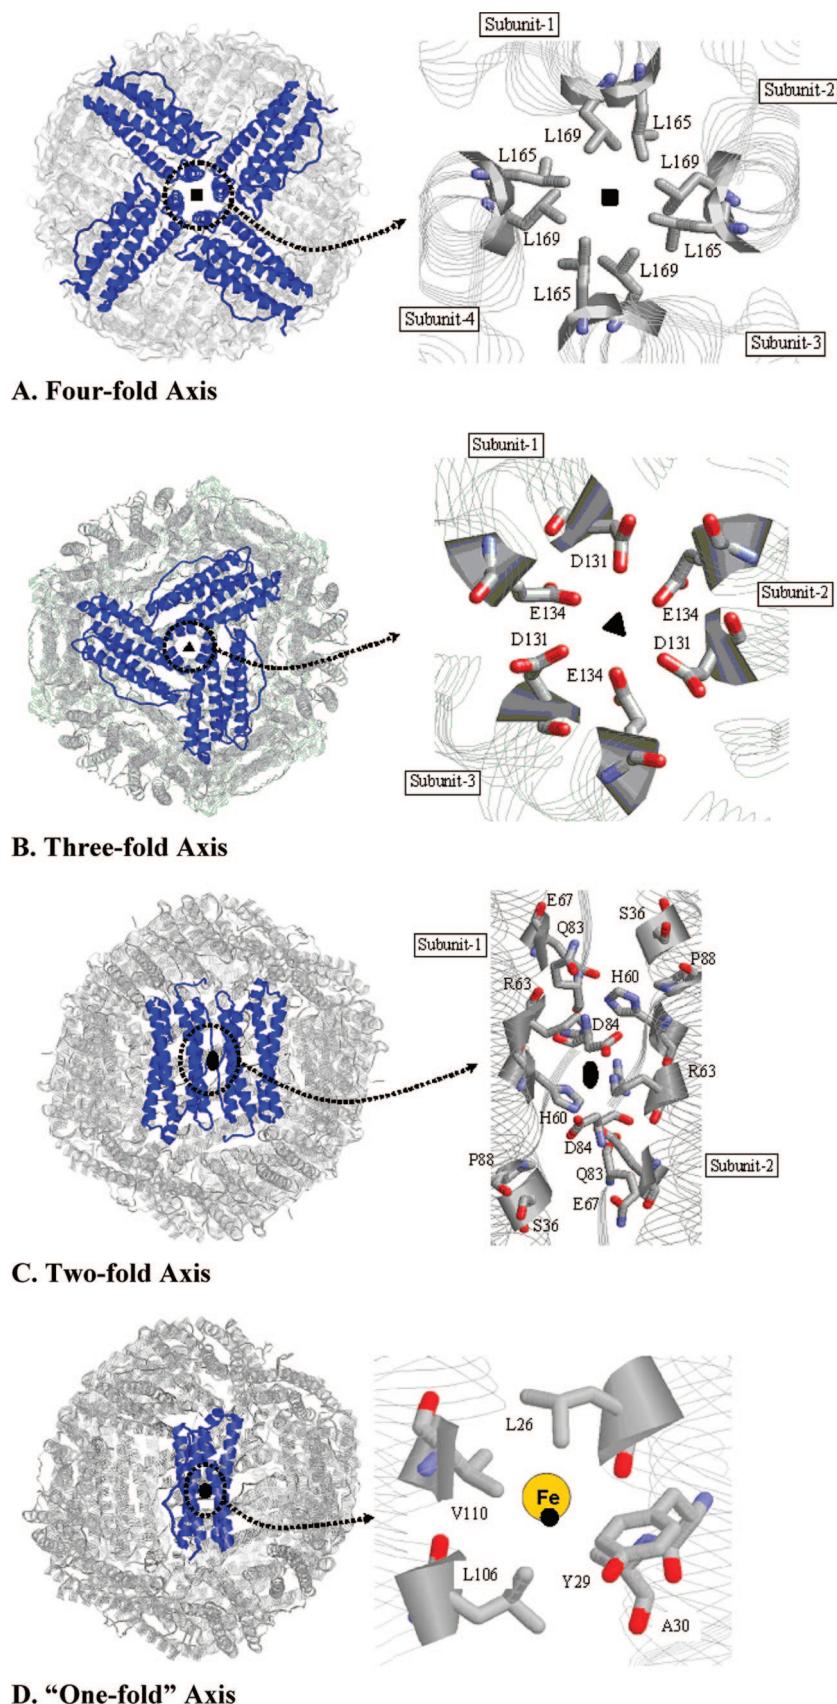 Subunit-1
Subunit-2
L169
L165
L165
L169
L169
L165
L165
L169
Subunit-4
Subunit-3
A. Four-fold Axis
Subunit-1
D131
Subunit-2
E134
E134
D131
D131
E134
Subunit-3
B. Three-fold Axis
E67
S36
Subunit-1
Q83
P88
H60
R63
D84
R63
H60
D84
P88
Q83
Subunit-2
E67
S36
C. Two-fold Axis
L26
Fe
V110
L106
Y29
A30
D. “One-fold” Axis